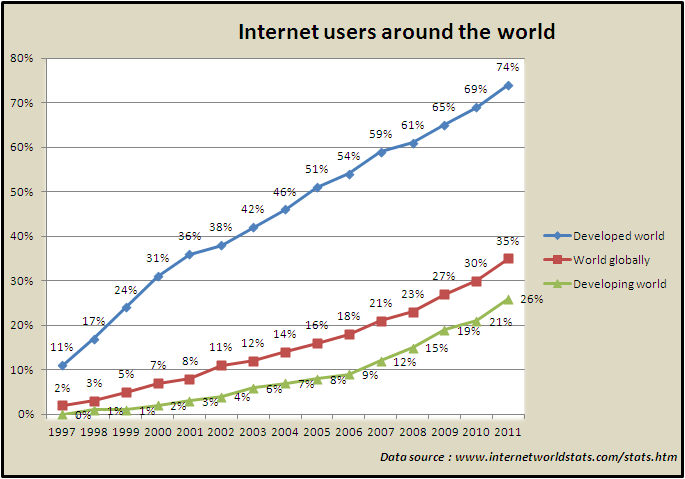 Internet users around the world
80%
70%
60%
50%
40%
30%
20%
10%
0%
11% 17% 24% 31% 36% 38% 42% 46% 51% 54% 59% 61% 65% 69% 74%
2% 3% 5% 7% 8% 11% 12% 14% 16% 18% 21% 23% 27% 30% 35%
0% 1% 1% 2% 3% 4% 6% 7% 8% 9% 12% 15% 19% 21% 26%
1997 1998 1999 2000 2001 2002 2003 2004 2005 2006 2007 2008 2009 2010 2011
Developed world
World globally
Developing world
Data source : www.internetworldstats.com/stats.htm